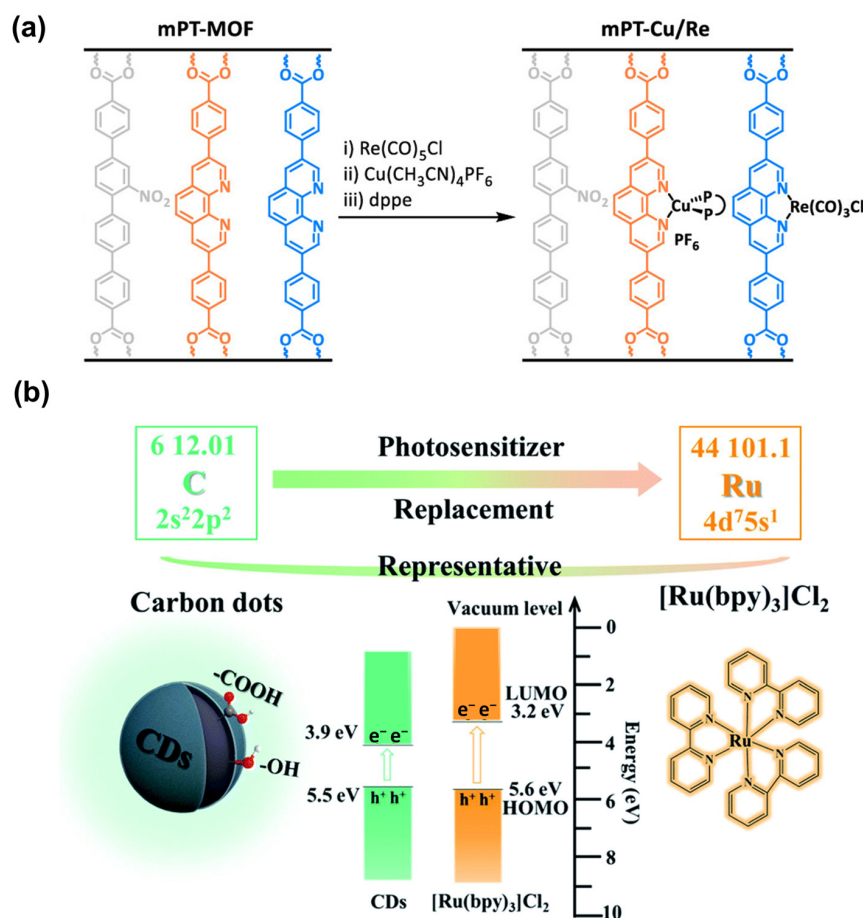 (a)
mPT-MOF
mPT-Cu/Re
O O
O O
O O
O O
O O
O O
i) Re(CO)5Cl
ii) Cu(CH3CN)4PF6
iii) dppe
NO2
N
N
N
N
NO2
N
N
Cu
P
P
PF6
N
N
Re(CO)3Cl
O O
O O
O O
O O
O O
O O
(b)
6 12.01
C
2s²2p²
Photosensitizer
Replacement
44 101.1
Ru
4d⁷5s¹
Representative
Carbon dots
Vacuum level
[Ru(bpy)3]Cl2
-COOH
CDs
-OH
3.9 eV
e⁻ e⁻
5.5 eV
h⁺ h⁺
CDs
e⁻ e⁻
LUMO
3.2 eV
5.6 eV
HOMO
h⁺ h⁺
[Ru(bpy)3]Cl2
0
2
4
6
8
10
Energy (eV)
N
N
N
Ru
N
N
N